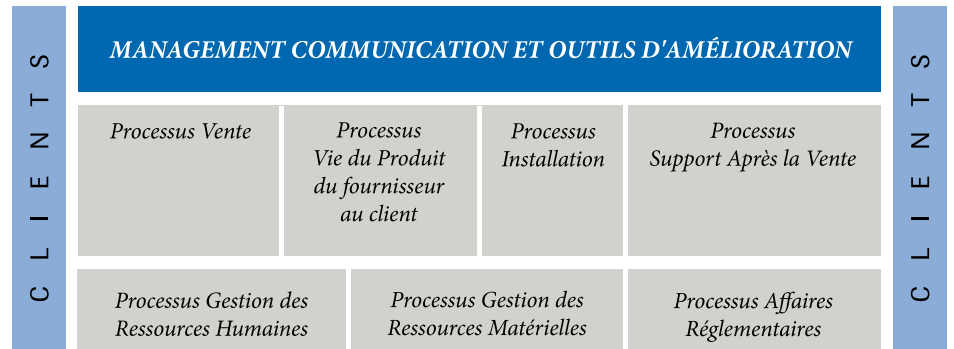 CLIENTS
MANAGEMENT COMMUNICATION ET OUTILS D'AMÉLIORATION
Processus Vente
Processus
Vie du Produit
du fournisseur
au client
Processus
Installation
Processus
Support Après la Vente
Processus Gestion des
Ressources Humaines
Processus Gestion des
Ressources Matérielles
Processus Affaires
Réglementaires
CLIENTS